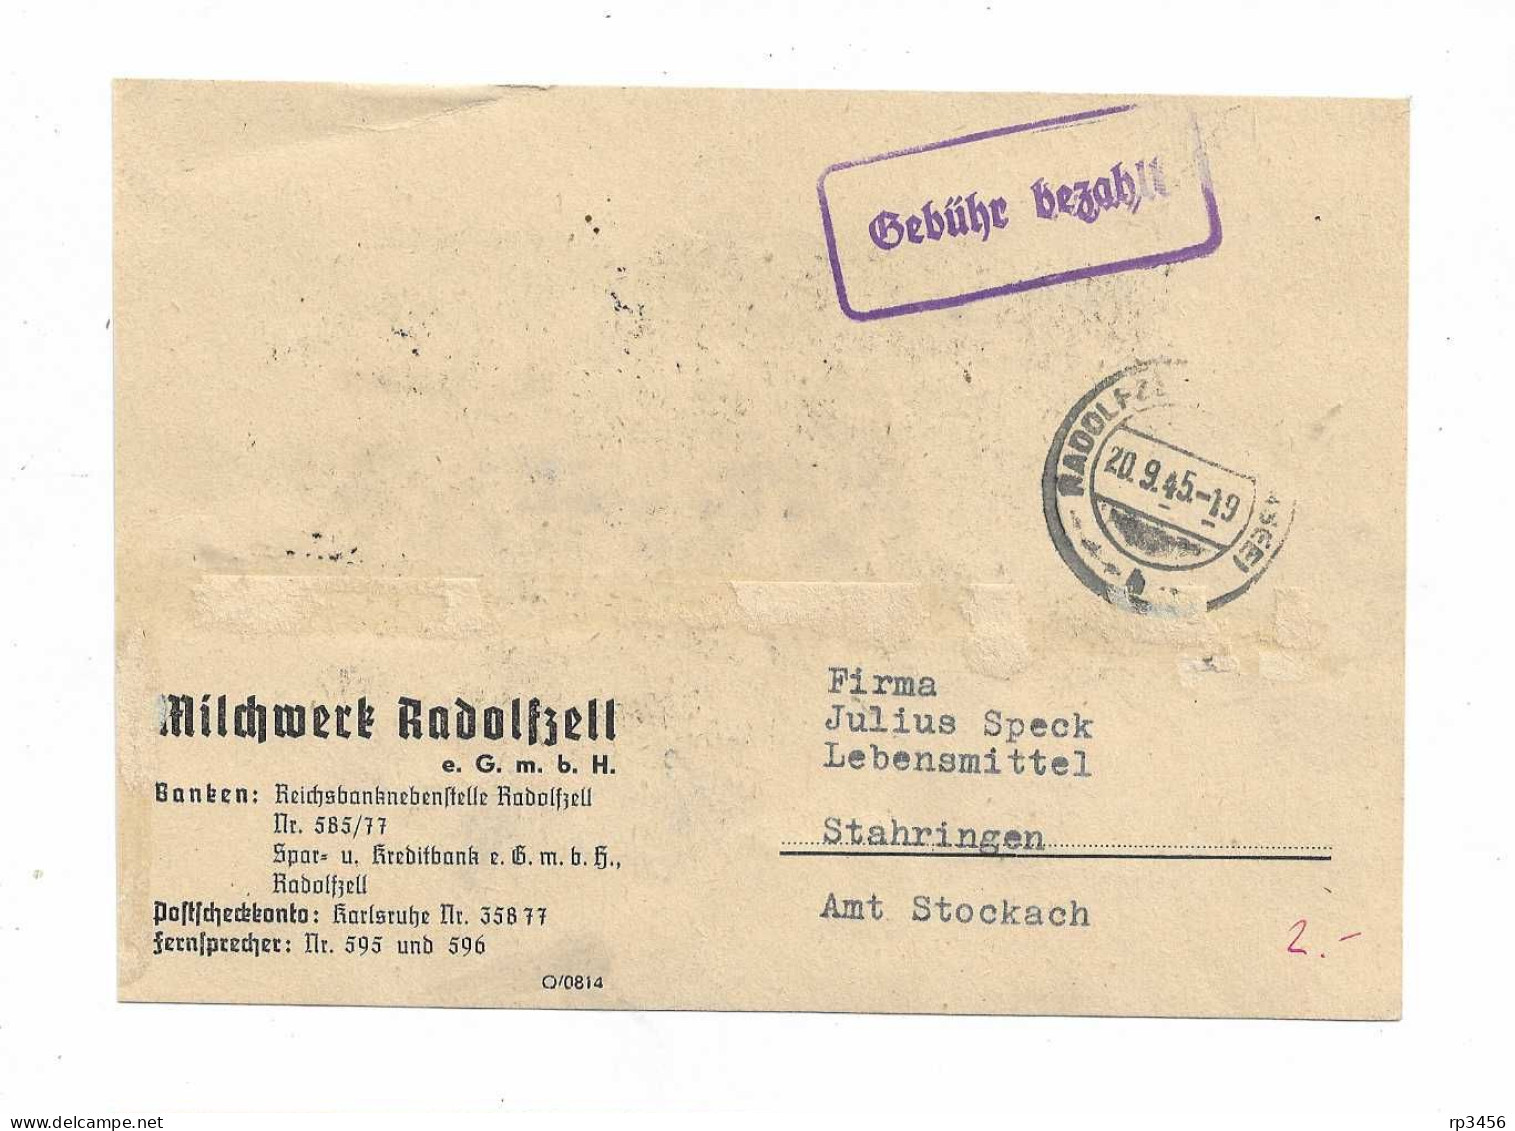 Gebühr bezahlt
RADOLFZE
20.9.45.-19
Milchwerk Radolfzell
e. G. m. b. H.
Banken: Reichsbanknebenstelle Radolfzell
Nr. 585/77
Spar- u. Kreditbank e. G. m. b. H.,
Radolfzell
Postscheckkonto: Karlsruhe Nr. 35877
Fernsprecher: Nr. 595 und 596
O/0814
Firma
Julius Speck
Lebensmittel
Stahringen
Amt Stockach
2.-
delcampe.net
rp3456